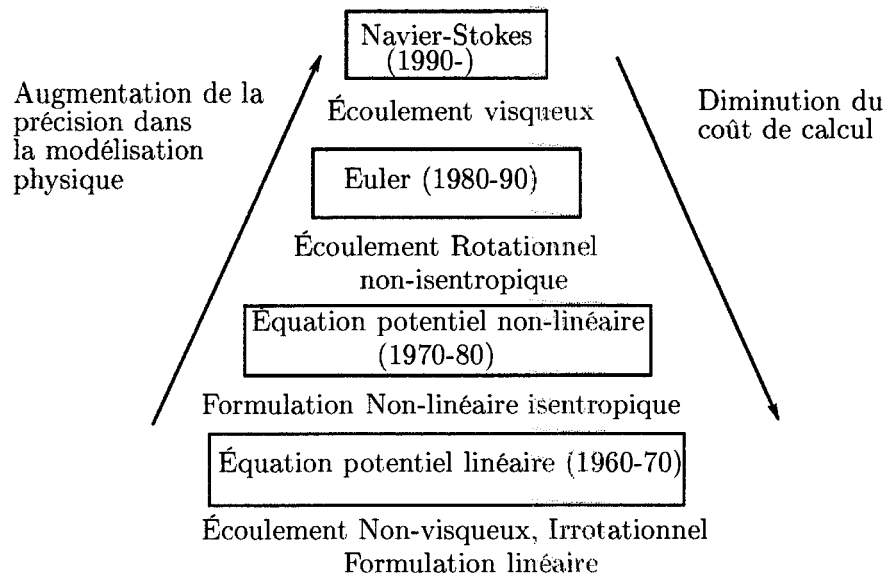 Navier-Stokes
(1990-)
Augmentation de la
précision dans
la modélisation
physique
Écoulement visqueux
Diminution du
coût de calcul
Euler (1980-90)
Écoulement Rotationnel
non-isentropique
Équation potentiel non-linéaire
(1970-80)
Formulation Non-linéaire isentropique
Équation potentiel linéaire (1960-70)
Écoulement Non-visqueux, Irrotationnel
Formulation linéaire